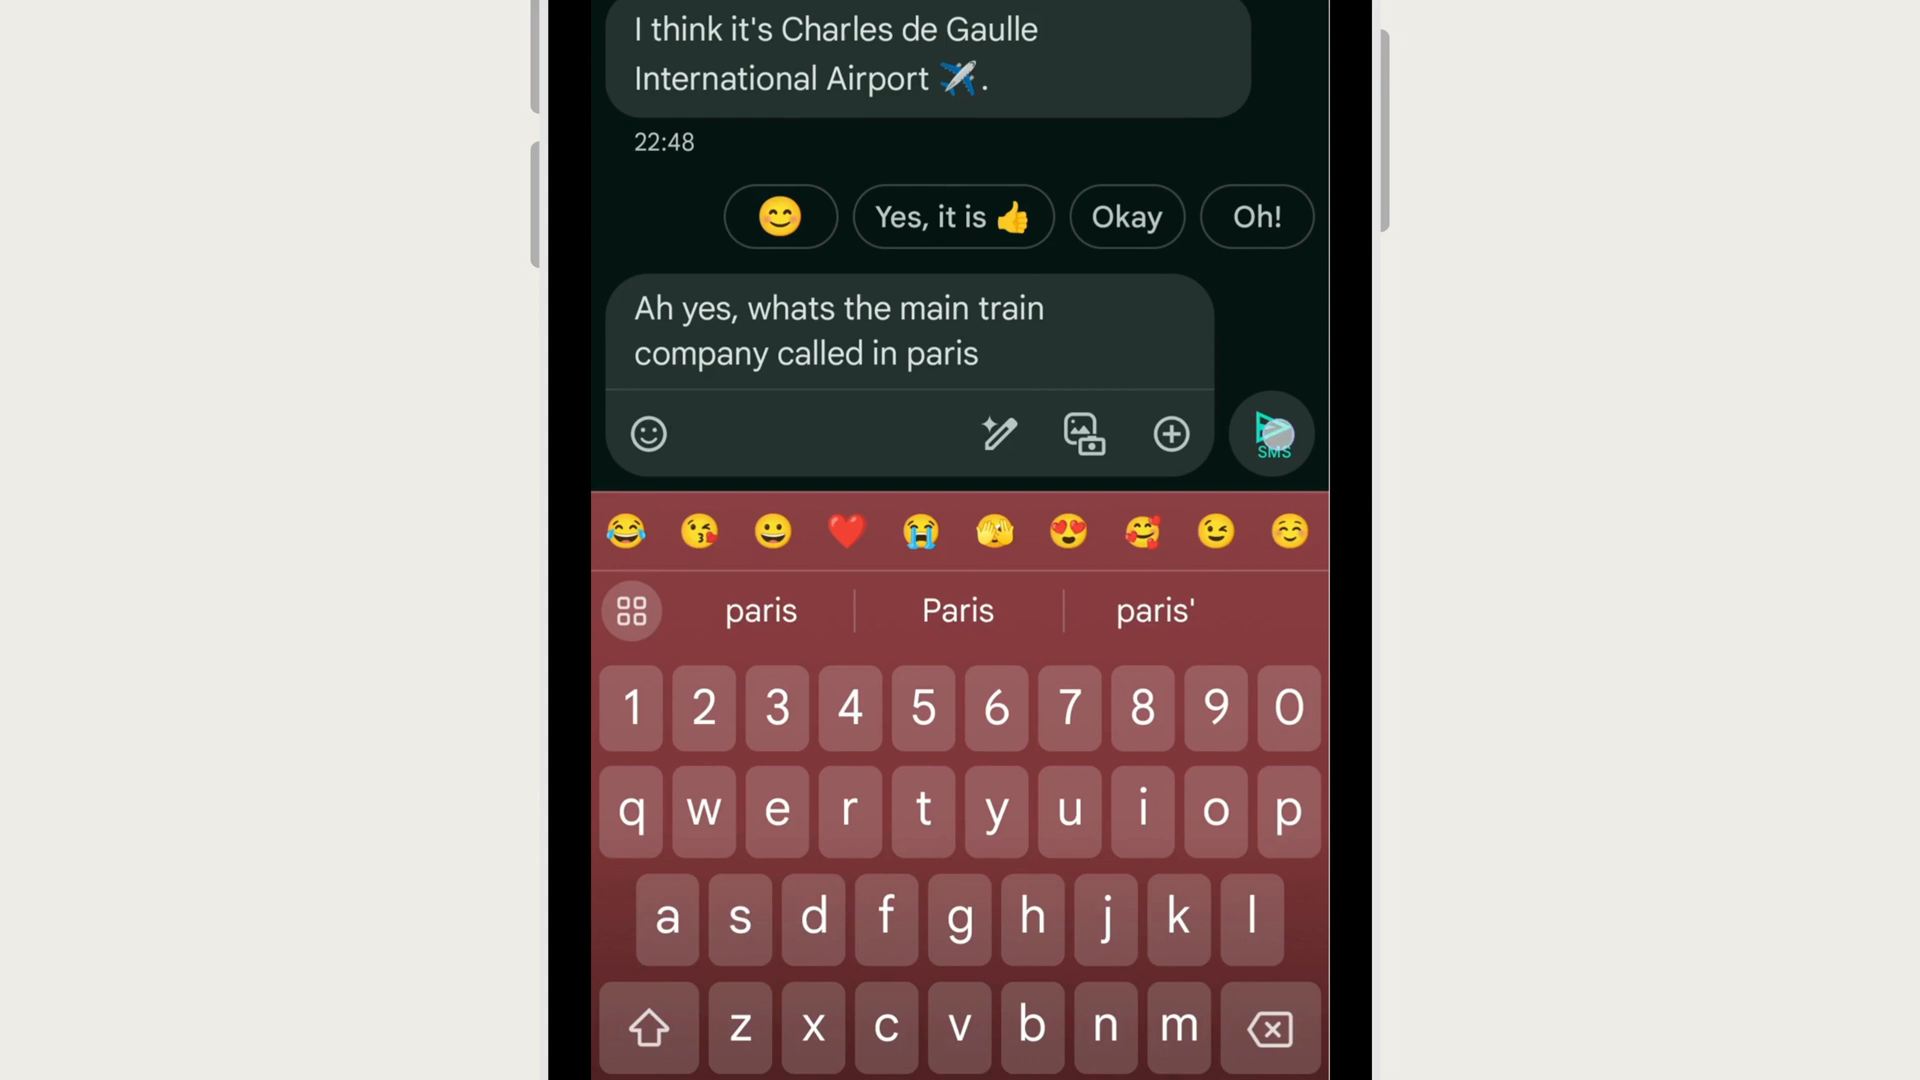 I think it's Charles de Gaulle
International Airport ✈️.
22:48
😊 Yes, it is 👍 Okay Oh!
Ah yes, whats the main train
company called in paris
SMS
😂 😘 😀 ❤️ 😭 🫣 😍 🥰 😉 ☺️
paris Paris paris'
1 2 3 4 5 6 7 8 9 0
q w e r t y u i o p
a s d f g h j k l
z x c v b n m